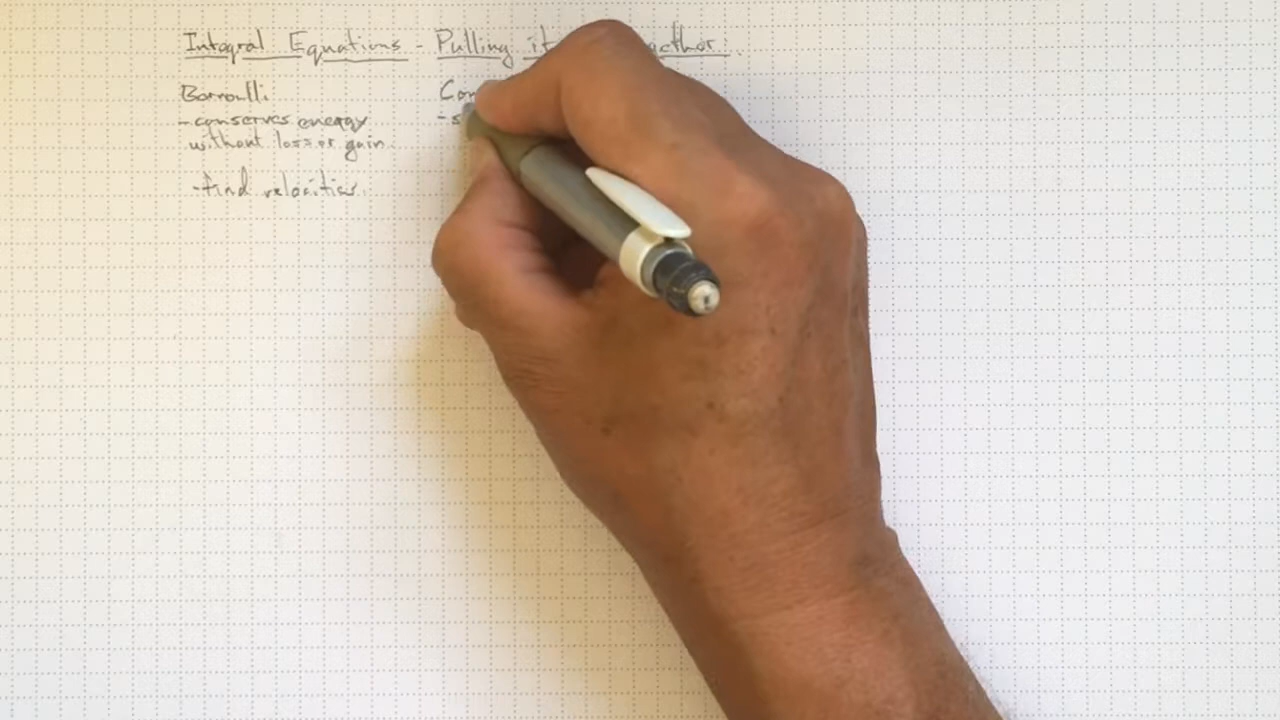 Integral Equations - Pulling it
Bernoulli
- conserves energy
without loss or gain.
- find velocities.